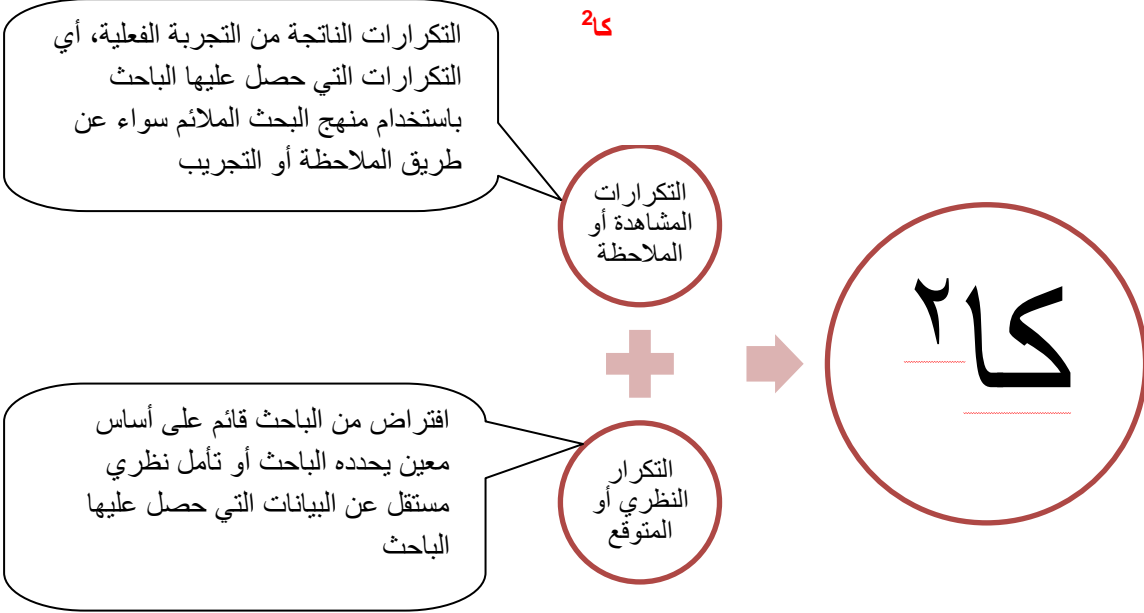 كا2
التكرارات الناتجة من التجربة الفعلية، أي
التكرارات التي حصل عليها الباحث
باستخدام منهج البحث الملائم سواء عن
طريق الملاحظة أو التجريب
التكرارات
المشاهدة أو
الملاحظة
كا٢
افتراض من الباحث قائم على أساس
معين يحدده الباحث أو تأمل نظري
مستقل عن البيانات التي حصل عليها
الباحث
التكرار
النظري أو
المتوقع